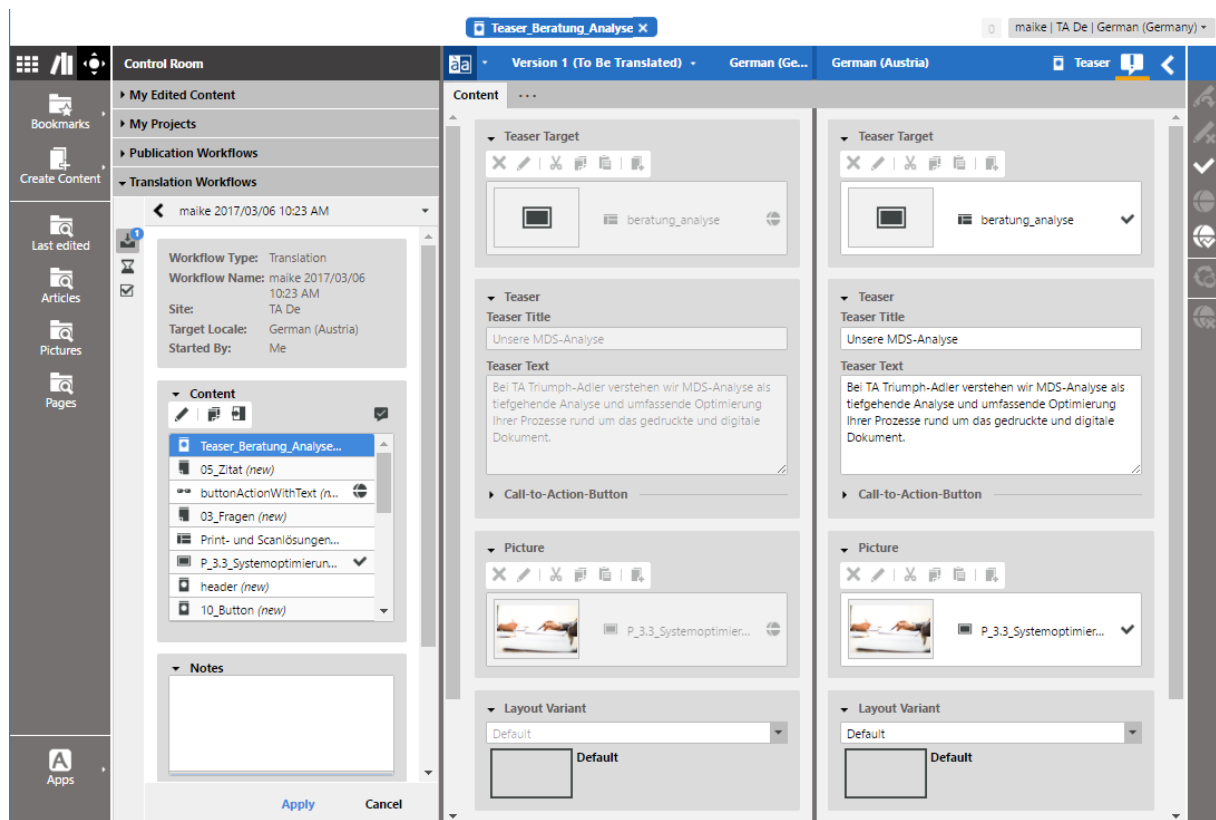 Teaser_Beratung_Analyse ×
0
maike | TA De | German (Germany)
Control Room
My Edited Content
My Projects
Publication Workflows
Translation Workflows
Bookmarks
Create Content
Last edited
Articles
Pictures
Pages
Apps
maike 2017/03/06 10:23 AM
1
Workflow Type: Translation
Workflow Name: maike 2017/03/06
10:23 AM
Site: TA De
Target Locale: German (Austria)
Started By: Me
Content
Teaser_Beratung_Analyse...
05_Zitat (new)
buttonActionWithText (n...
03_Fragen (new)
Print- und Scanlösungen...
P_3.3_Systemoptimierun...
header (new)
10_Button (new)
Notes
Apply Cancel
āa Version 1 (To Be Translated) German (Ge...
Content ...
Teaser Target
beratung_analyse
Teaser
Teaser Title
Unsere MDS-Analyse
Teaser Text
Bei TA Triumph-Adler verstehen wir MDS-Analyse als
tiefgehende Analyse und umfassende Optimierung
Ihrer Prozesse rund um das gedruckte und digitale
Dokument.
Call-to-Action-Button
Picture
P_3.3_Systemoptimier...
Layout Variant
Default
Default
German (Austria) Teaser
Teaser Target
beratung_analyse
Teaser
Teaser Title
Unsere MDS-Analyse
Teaser Text
Bei TA Triumph-Adler verstehen wir MDS-Analyse als
tiefgehende Analyse und umfassende Optimierung
Ihrer Prozesse rund um das gedruckte und digitale
Dokument.
Call-to-Action-Button
Picture
P_3.3_Systemoptimier...
Layout Variant
Default
Default